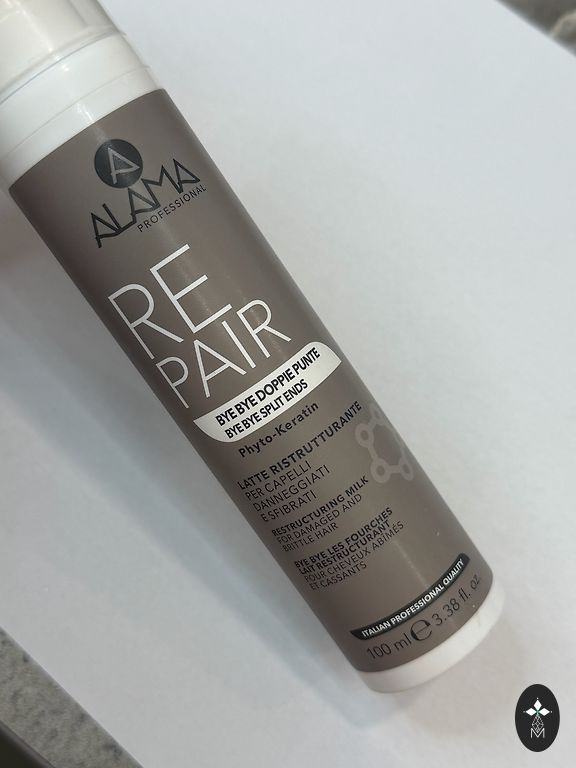 A
ALAMA
PROFESSIONAL
RE
PAIR
BYE BYE DOPPIE PUNTE
BYE BYE SPLIT ENDS
Phyto-Keratin
LATTE RISTRUTTURANTE
PER CAPELLI
DANNEGGIATI
E SFIBRATI
RESTRUCTURING MILK
FOR DAMAGED AND
BRITTLE HAIR
BYE BYE LES FOURCHES
LAIT RESTRUCTURANT
POUR CHEVEUX ABÎMÉS
ET CASSANTS
ITALIAN PROFESSIONAL QUALITY
100 ml ℮ 3.38 fl. oz.
M